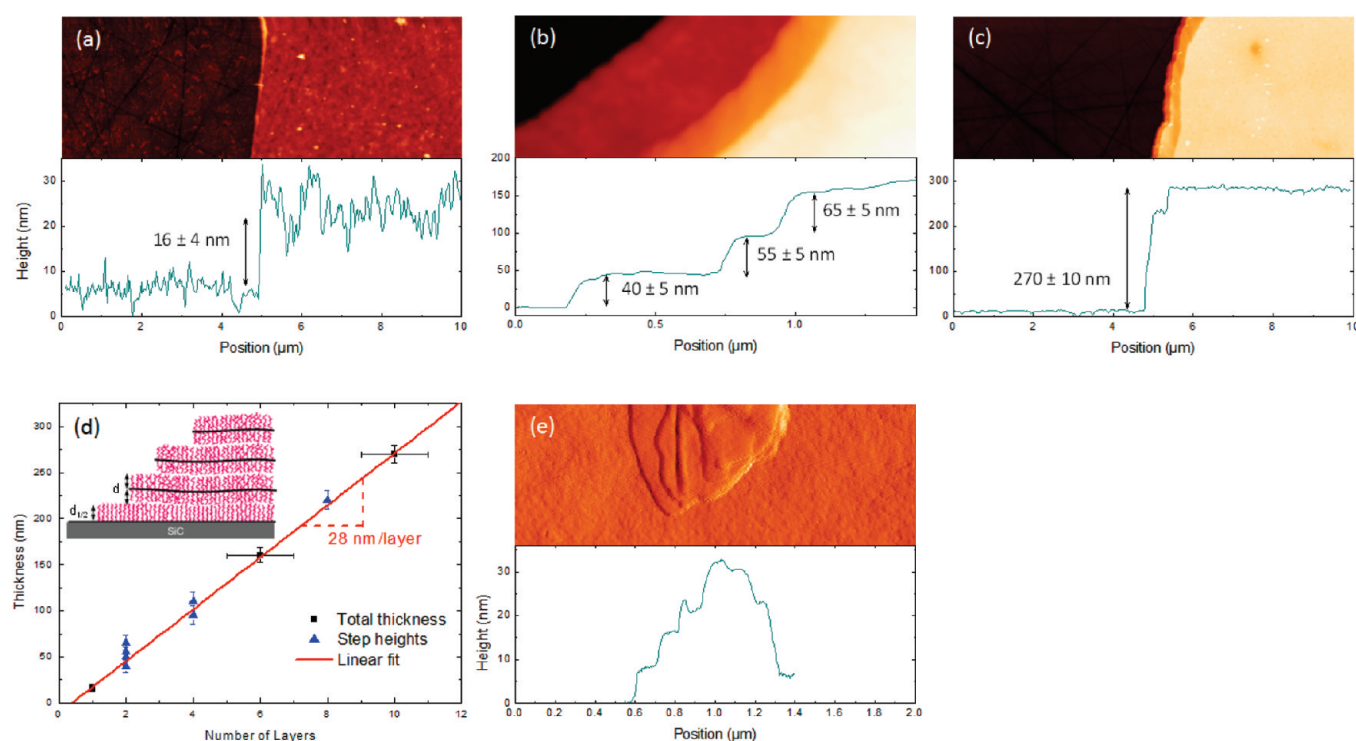 (a)
Height (nm)
30
20
10
0
16 ± 4 nm
0 2 4 6 8 10
Position (µm)
(b)
200
150
100
50
0
40 ± 5 nm
55 ± 5 nm
65 ± 5 nm
0.0 0.5 1.0
Position (µm)
(c)
300
200
100
0
270 ± 10 nm
0 2 4 6 8 10
Position (µm)
(d)
Thickness (nm)
300
250
200
150
100
50
0
d
d1/2
SiC
28 nm/layer
Total thickness
Step heights
Linear fit
0 2 4 6 8 10 12
Number of Layers
(e)
Height (nm)
30
20
10
0
0.0 0.2 0.4 0.6 0.8 1.0 1.2 1.4 1.6 1.8 2.0
Position (µm)